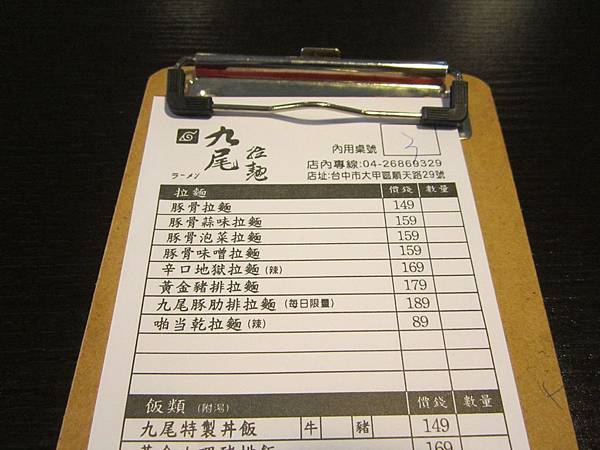 九尾拉麵
ラーメン
內用桌號 3
店內專線:04-26869329
店址:台中市大甲區順天路29號
拉麵 價錢 數量
豚骨拉麵 149
豚骨蒜味拉麵 159
豚骨泡菜拉麵 159
豚骨味噌拉麵 159
辛口地獄拉麵(辣) 169
黃金豬排拉麵 179
九尾豚肋排拉麵(每日限量) 189
啪当乾拉麵(辣) 89
飯類(附湯) 價錢 數量
九尾特製丼飯 牛 豬 149
169